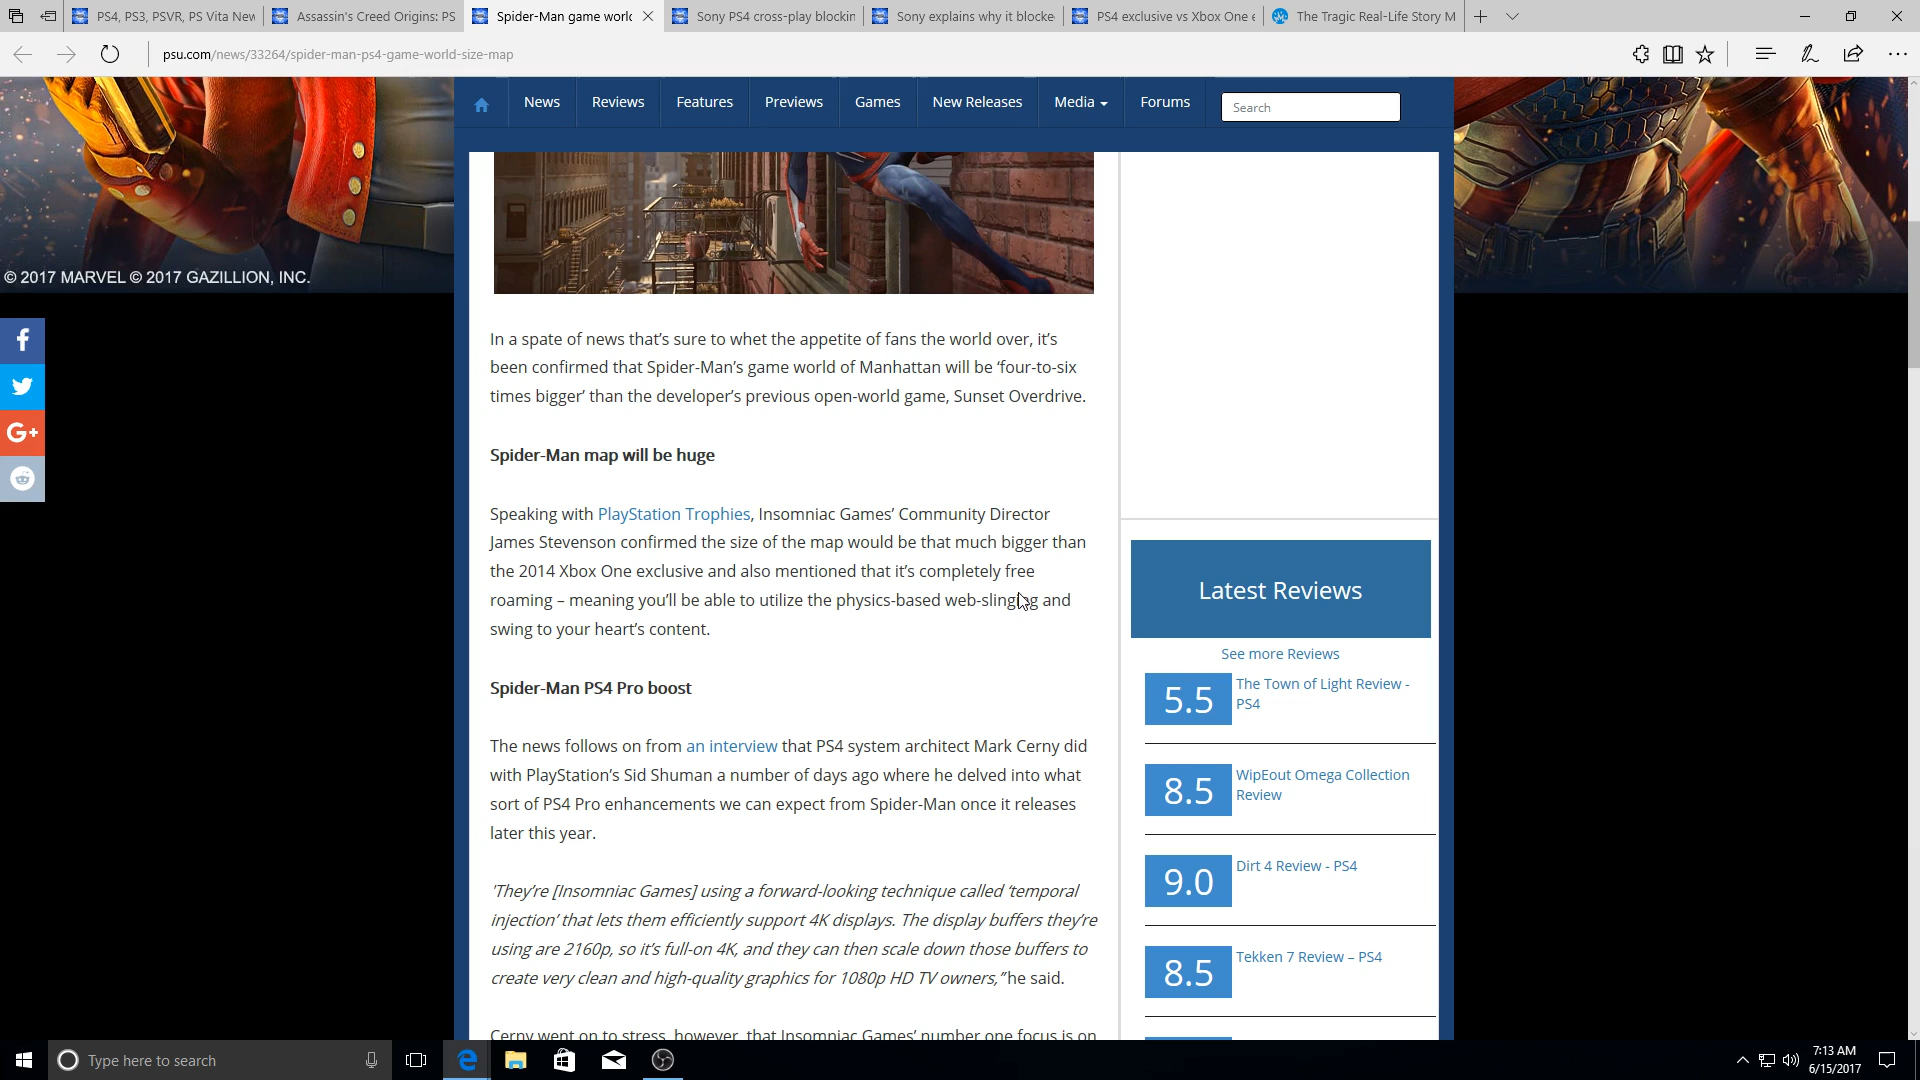 PS4, PS3, PSVR, PS Vita New
Assassin's Creed Origins: PS
Spider-Man game worl
Sony PS4 cross-play blockin
Sony explains why it blocke
PS4 exclusive vs Xbox One e
The Tragic Real-Life Story M
psu.com/news/33264/spider-man-ps4-game-world-size-map
News
Reviews
Features
Previews
Games
New Releases
Media
Forums
Search
© 2017 MARVEL © 2017 GAZILLION, INC.
In a spate of news that's sure to whet the appetite of fans the world over, it's
been confirmed that Spider-Man's game world of Manhattan will be ‘four-to-six
times bigger’ than the developer's previous open-world game, Sunset Overdrive.
Spider-Man map will be huge
Speaking with PlayStation Trophies, Insomniac Games’ Community Director
James Stevenson confirmed the size of the map would be that much bigger than
the 2014 Xbox One exclusive and also mentioned that it's completely free
roaming – meaning you'll be able to utilize the physics-based web-slinging and
swing to your heart's content.
Spider-Man PS4 Pro boost
The news follows on from an interview that PS4 system architect Mark Cerny did
with PlayStation's Sid Shuman a number of days ago where he delved into what
sort of PS4 Pro enhancements we can expect from Spider-Man once it releases
later this year.
'They're [Insomniac Games] using a forward-looking technique called ‘temporal
injection’ that lets them efficiently support 4K displays. The display buffers they're
using are 2160p, so it's full-on 4K, and they can then scale down those buffers to
create very clean and high-quality graphics for 1080p HD TV owners,” he said.
Cerny went on to stress, however, that Insomniac Games’ number one focus is on
Latest Reviews
See more Reviews
5.5
The Town of Light Review -
PS4
8.5
WipEout Omega Collection
Review
9.0
Dirt 4 Review - PS4
8.5
Tekken 7 Review – PS4
Type here to search
7:13 AM
6/15/2017